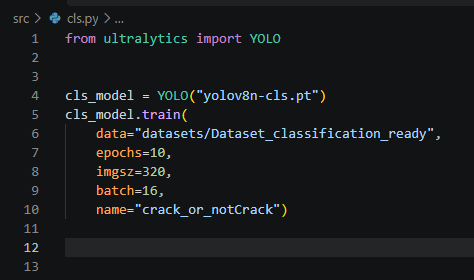 src > cls.py > ...
1 from ultralytics import YOLO
2
3
4 cls_model = YOLO("yolov8n-cls.pt")
5 cls_model.train(
6     data="datasets/Dataset_classification_ready",
7     epochs=10,
8     imgsz=320,
9     batch=16,
10     name="crack_or_notCrack")
11
12
13